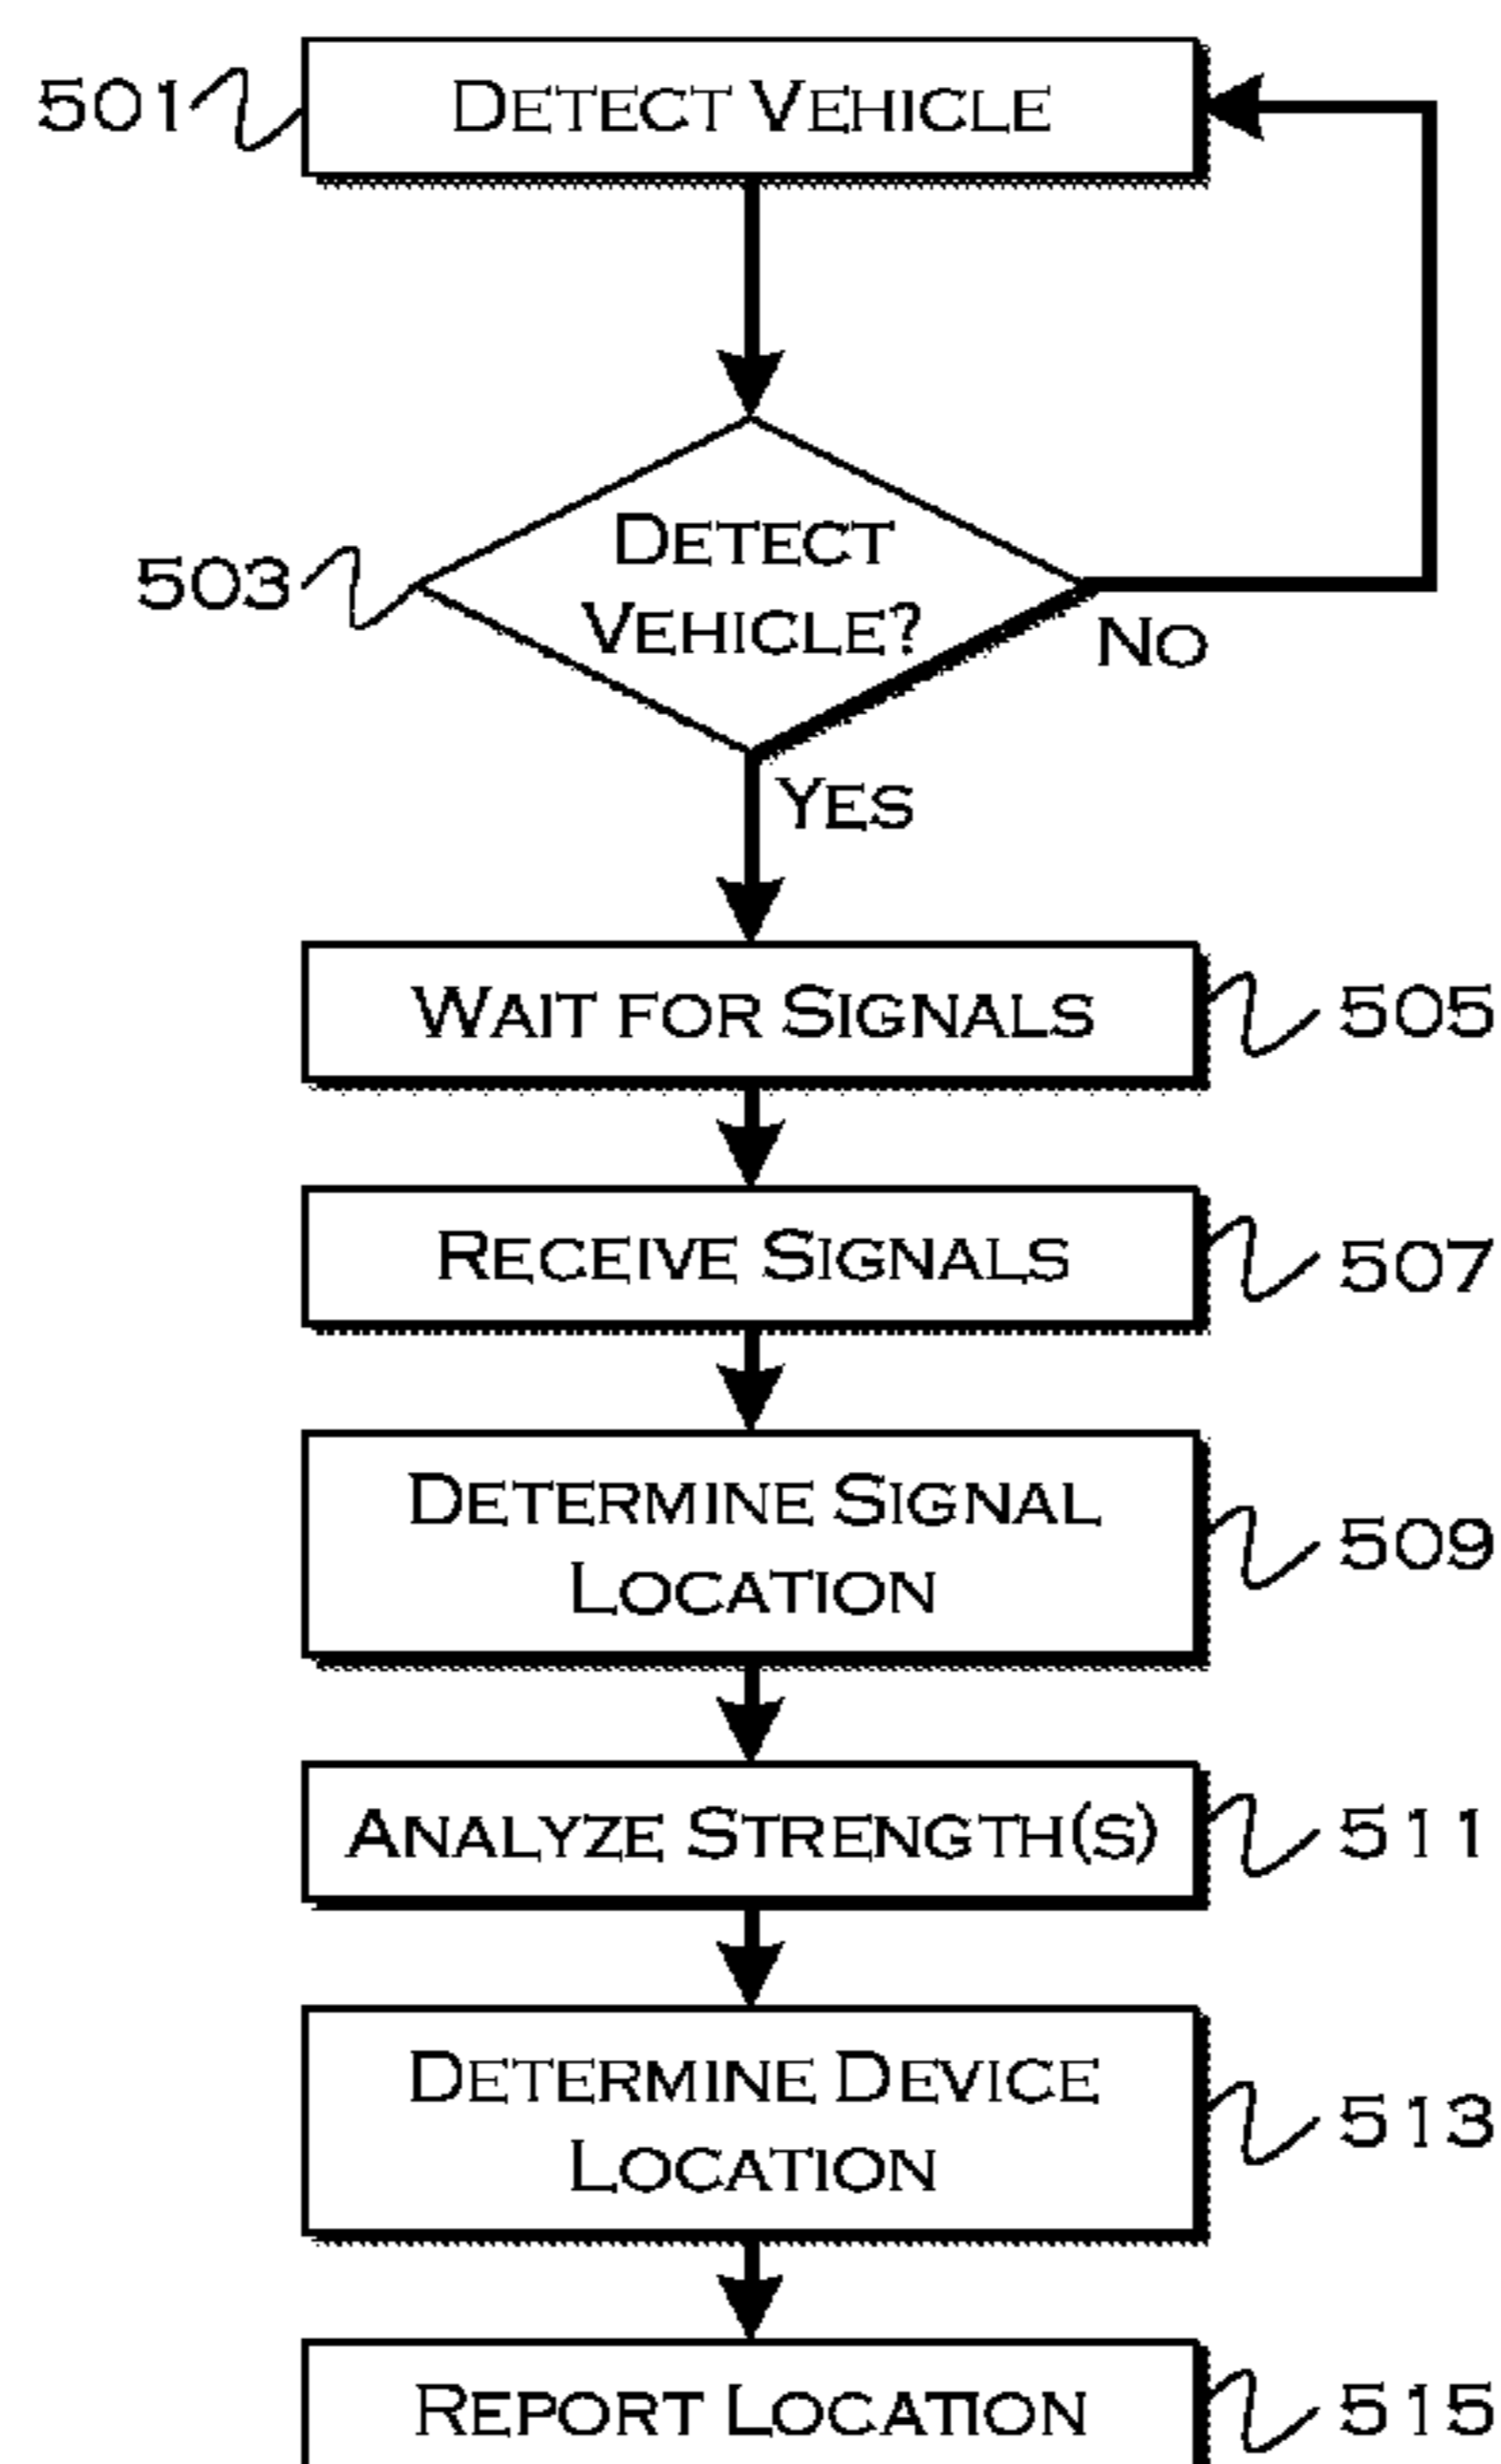 501 DETECT VEHICLE
503 DETECT
VEHICLE?
NO
YES
WAIT FOR SIGNALS 505
RECEIVE SIGNALS 507
DETERMINE SIGNAL
LOCATION
509
ANALYZE STRENGTH(S) 511
DETERMINE DEVICE
LOCATION
513
REPORT LOCATION 515